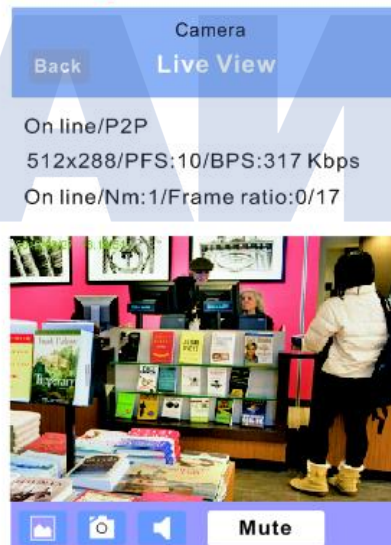 Camera
Back
Live View
On line/P2P
512x288/PFS:10/BPS:317 Kbps
On line/Nm:1/Frame ratio:0/17
Mute